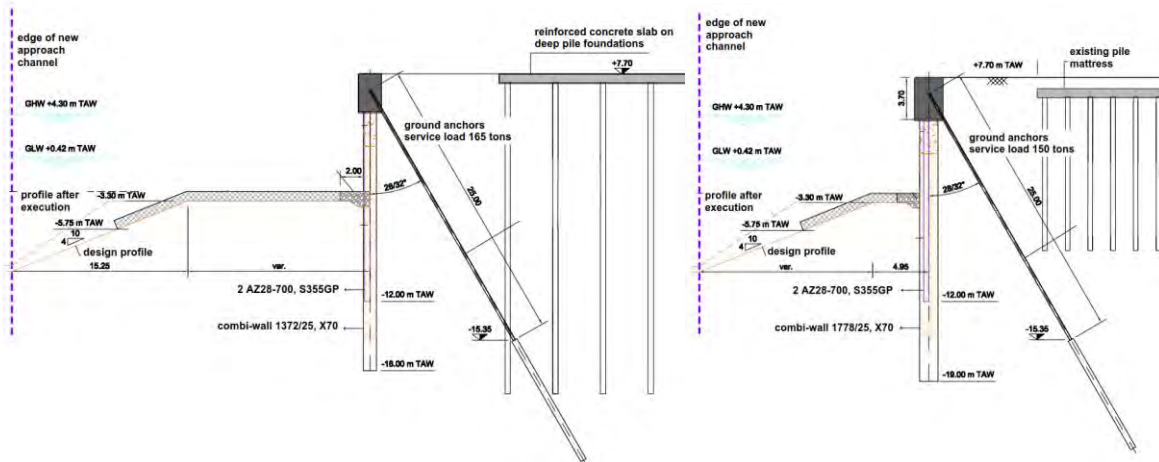 edge of new
approach
channel
reinforced concrete slab on
deep pile foundations
+7.70
GHW +4.30 m TAW
GLW +0.42 m TAW
ground anchors
service load 165 tons
2.00
28/32°
25.00
profile after
execution
-3.30 m TAW
-5.75 m TAW
10
4
design profile
15.25
var.
2 AZ28-700, S355GP
-12.00 m TAW
combi-wall 1372/25, X70
-15.35
-18.00 m TAW
edge of new
approach
channel
+7.70 m TAW
existing pile
mattress
3.70
GHW +4.30 m TAW
GLW +0.42 m TAW
ground anchors
service load 150 tons
28/32°
25.00
profile after
execution
-3.30 m TAW
-5.75 m TAW
10
4
design profile
var.
4.95
2 AZ28-700, S355GP
-12.00 m TAW
combi-wall 1778/25, X70
-15.35
-19.00 m TAW